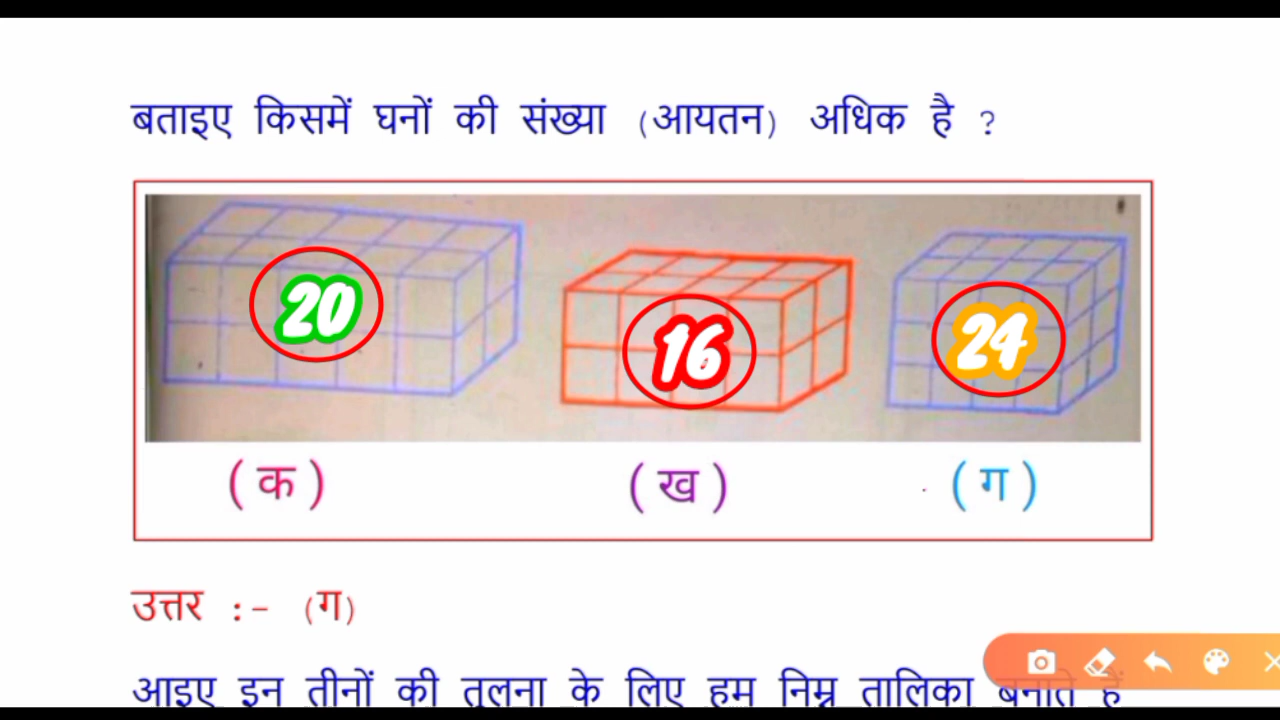 बताइए किसमें घनों की संख्या (आयतन) अधिक है ?
20 16 24
(क) (ख) (ग)
उत्तर :- (ग)
आइए इन तीनों की तुलना के लिए हम निम्न तालिका बनाते हैं